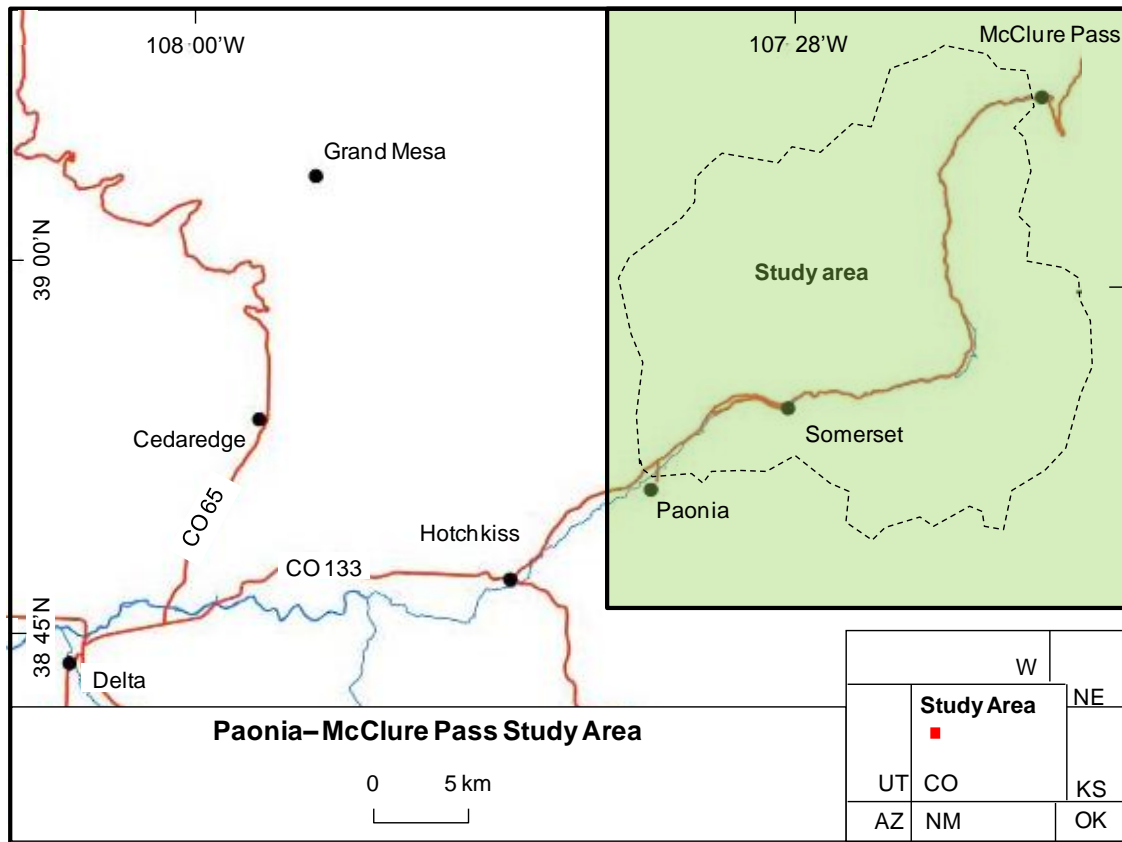 108 00’W
107 28’W
McClure Pass
Grand Mesa
39 00’N
Study area
Cedaredge
Somerset
CO 65
Paonia
Hotchkiss
CO 133
38 45’N
Delta
Paonia–McClure Pass Study Area
0 5 km
W
NE
Study Area
UT CO
KS
AZ NM
OK